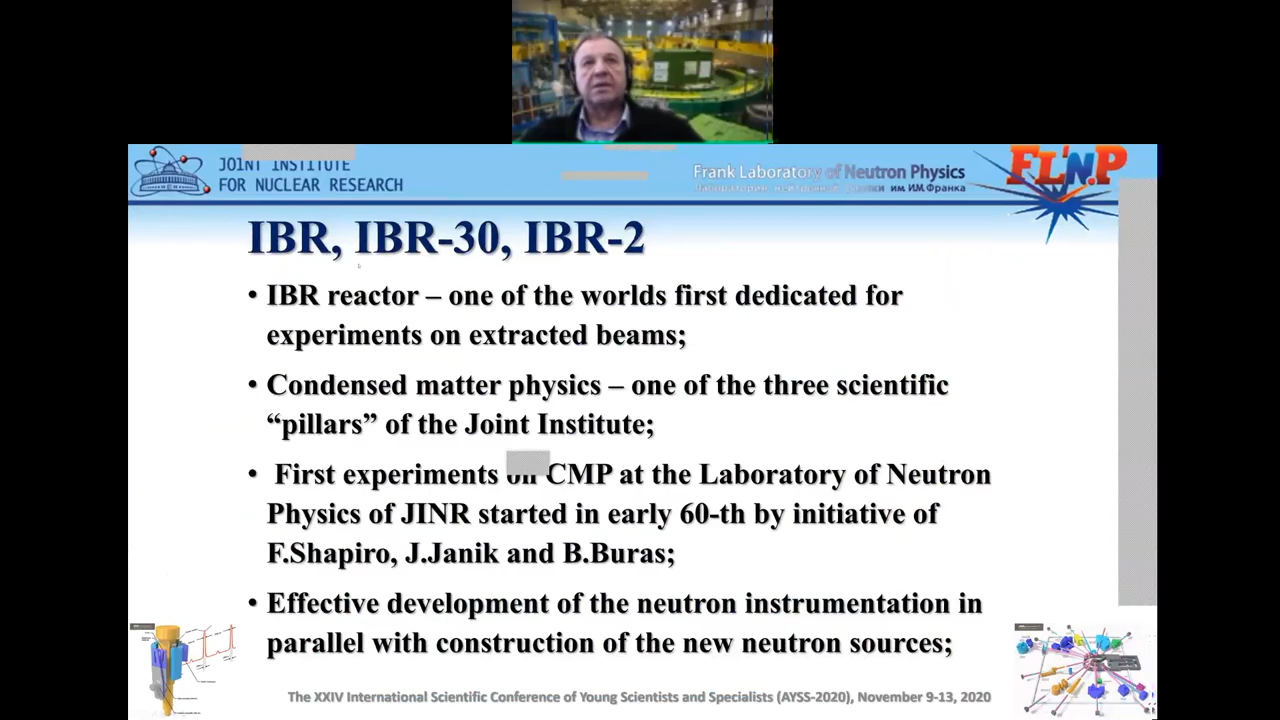 JOINT INSTITUTE
FOR NUCLEAR RESEARCH
Frank Laboratory of Neutron Physics
им. И.М. Франка
FLNP
IBR, IBR-30, IBR-2
• IBR reactor – one of the worlds first dedicated for
experiments on extracted beams;
• Condensed matter physics – one of the three scientific
“pillars” of the Joint Institute;
• First experiments on CMP at the Laboratory of Neutron
Physics of JINR started in early 60-th by initiative of
F.Shapiro, J.Janik and B.Buras;
• Effective development of the neutron instrumentation in
parallel with construction of the new neutron sources;
The XXIV International Scientific Conference of Young Scientists and Specialists (AYSS-2020), November 9-13, 2020